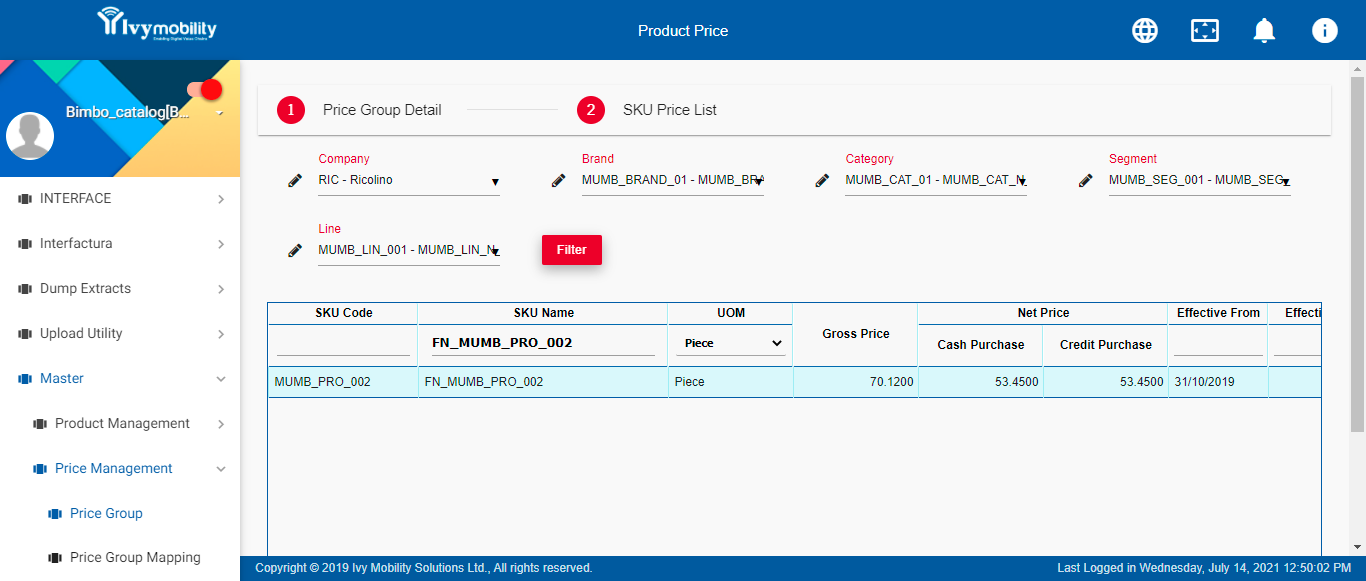 Ivymobility
Enabling Digital Value Chains
Product Price
Bimbo_catalog[B...
INTERFACE
Interfactura
Dump Extracts
Upload Utility
Master
Product Management
Price Management
Price Group
Price Group Mapping
1 Price Group Detail 2 SKU Price List
Company Brand Category Segment
RIC - Ricolino MUMB_BRAND_01 - MUMB_BRA MUMB_CAT_01 - MUMB_CAT_N MUMB_SEG_001 - MUMB_SEG_
Line
MUMB_LIN_001 - MUMB_LIN_N_ Filter
SKU Code SKU Name UOM Gross Price Net Price Effective From Effecti
FN_MUMB_PRO_002 Piece Cash Purchase Credit Purchase
MUMB_PRO_002 FN_MUMB_PRO_002 Piece 70.1200 53.4500 53.4500 31/10/2019
Copyright © 2019 Ivy Mobility Solutions Ltd., All rights reserved. Last Logged in Wednesday, July 14, 2021 12:50:02 PM